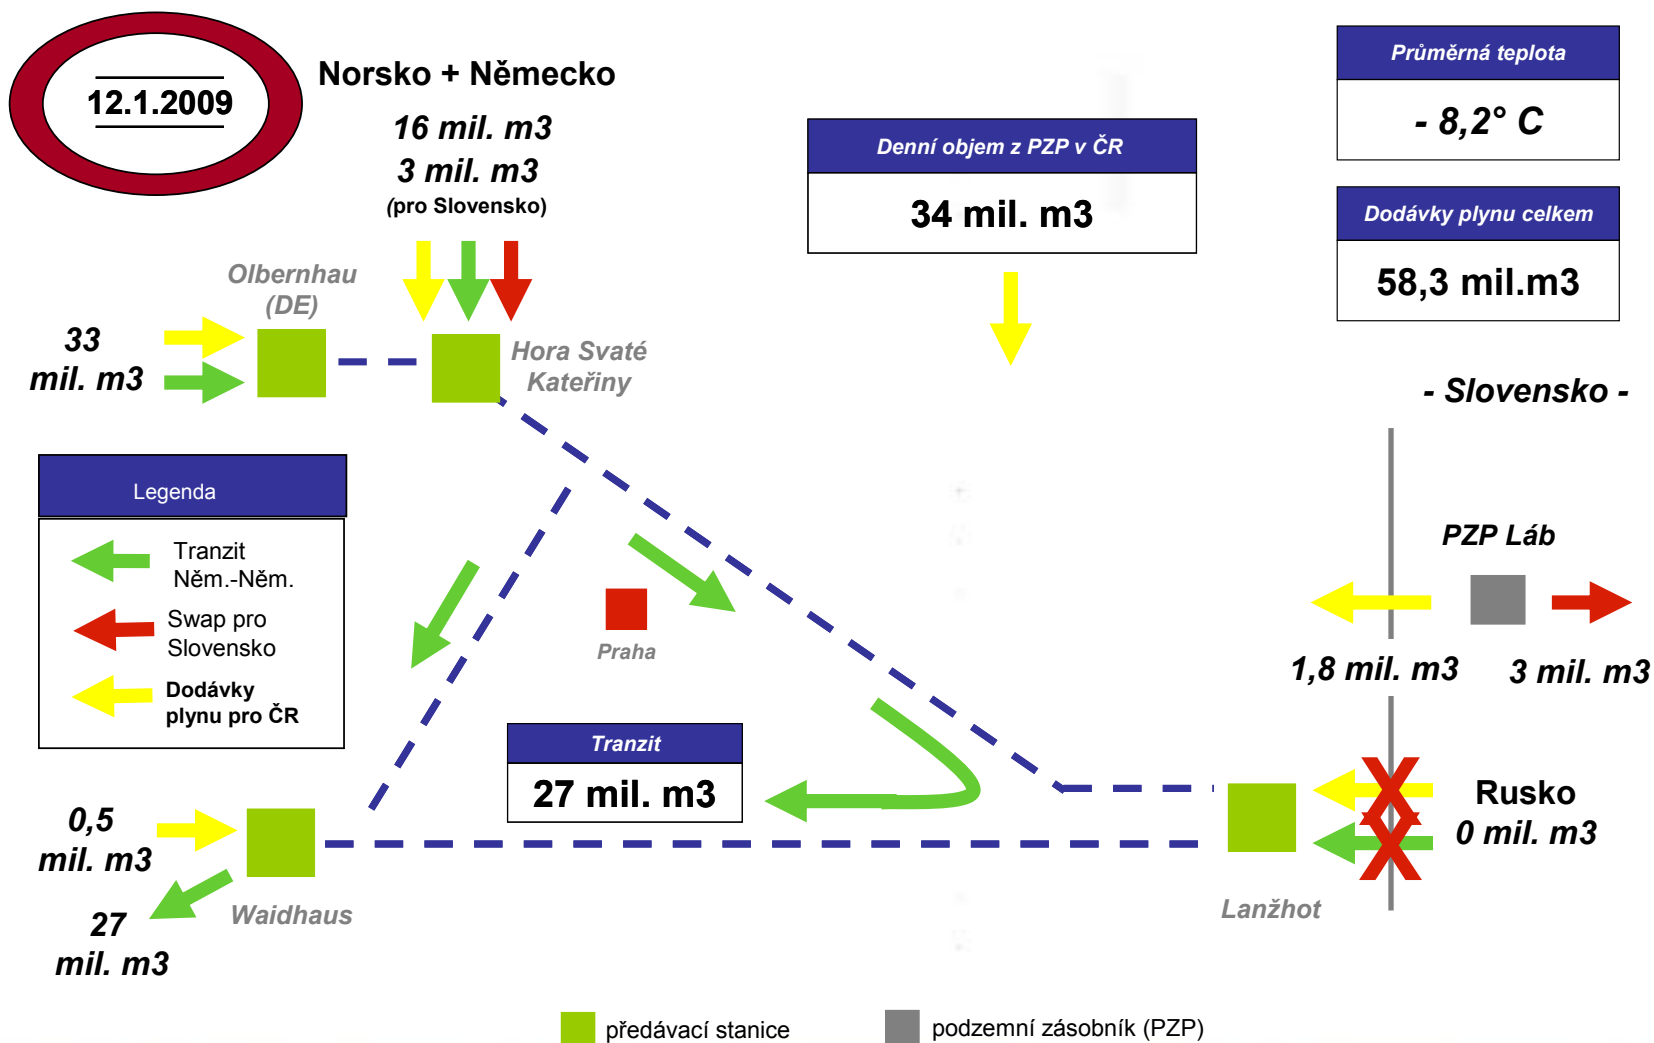 12.1.2009
Norsko + Německo
16 mil. m3
3 mil. m3
(pro Slovensko)
Denní objem z PZP v ČR
34 mil. m3
Průměrná teplota
- 8,2° C
Dodávky plynu celkem
58,3 mil.m3
Olbernhau
(DE)
33
mil. m3
Hora Svaté
Kateřiny
- Slovensko -
Legenda
Tranzit
Něm.-Něm.
Swap pro
Slovensko
Dodávky
plynu pro ČR
PZP Láb
1,8 mil. m3
3 mil. m3
Praha
Tranzit
27 mil. m3
0,5
mil. m3
Waidhaus
27
mil. m3
Lanžhot
X
X
Rusko
0 mil. m3
předávací stanice
podzemní zásobník (PZP)